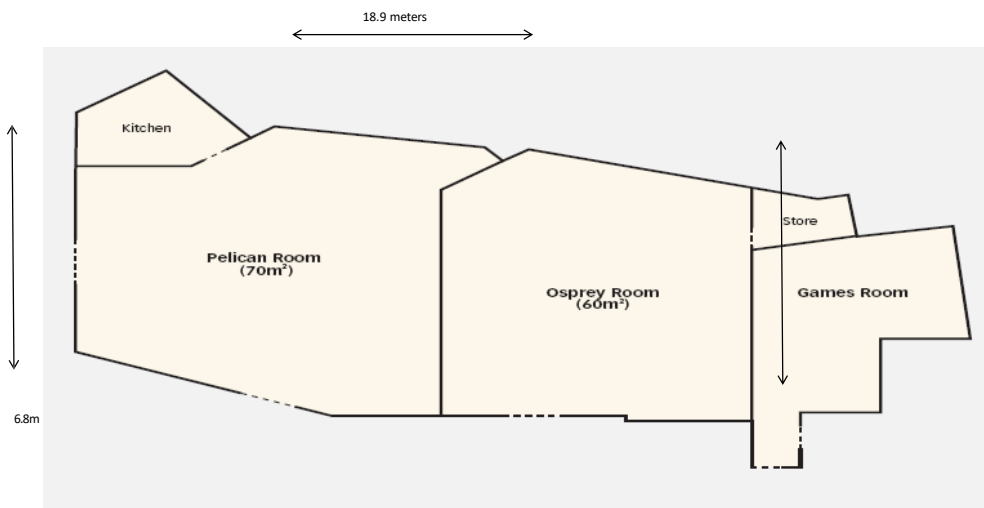 18.9 meters
Kitchen
Store
Pelican Room
(70m²)
Osprey Room
(60m²)
Games Room
6.8m